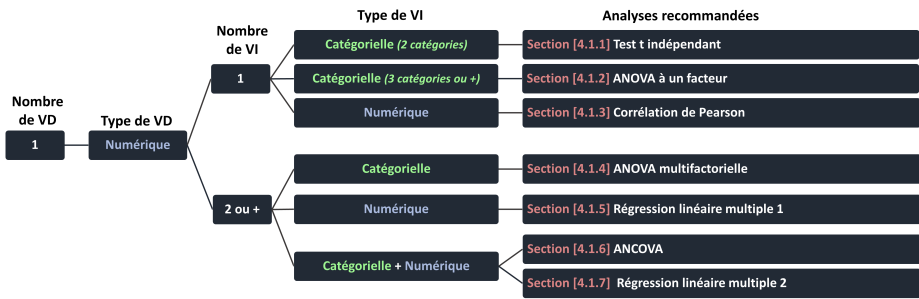 Type de VI
Analyses recommandées
Nombre
de VI
Catégorielle (2 catégories)
Section [4.1.1] Test t indépendant
1
Catégorielle (3 catégories ou +)
Section [4.1.2] ANOVA à un facteur
Nombre
de VD
Type de VD
Numérique
Section [4.1.3] Corrélation de Pearson
1
Numérique
Catégorielle
Section [4.1.4] ANOVA multifactorielle
2 ou +
Numérique
Section [4.1.5] Régression linéaire multiple 1
Catégorielle + Numérique
Section [4.1.6] ANCOVA
Section [4.1.7] Régression linéaire multiple 2